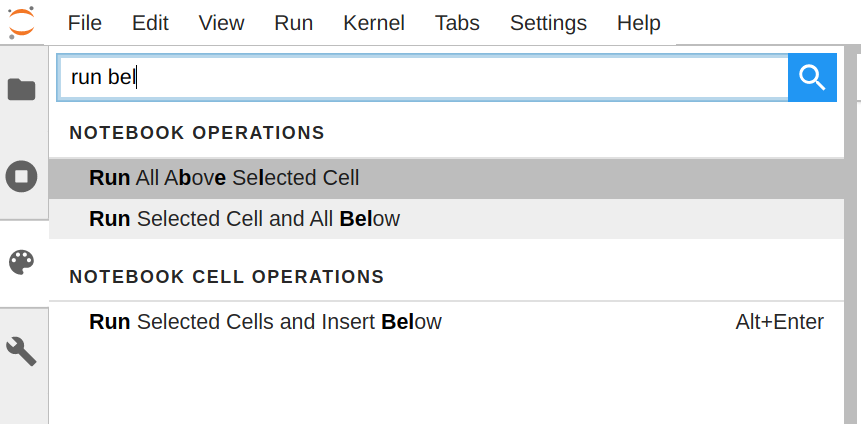 File Edit View Run Kernel Tabs Settings Help
run bel
NOTEBOOK OPERATIONS
Run All Above Selected Cell
Run Selected Cell and All Below
NOTEBOOK CELL OPERATIONS
Run Selected Cells and Insert Below Alt+Enter